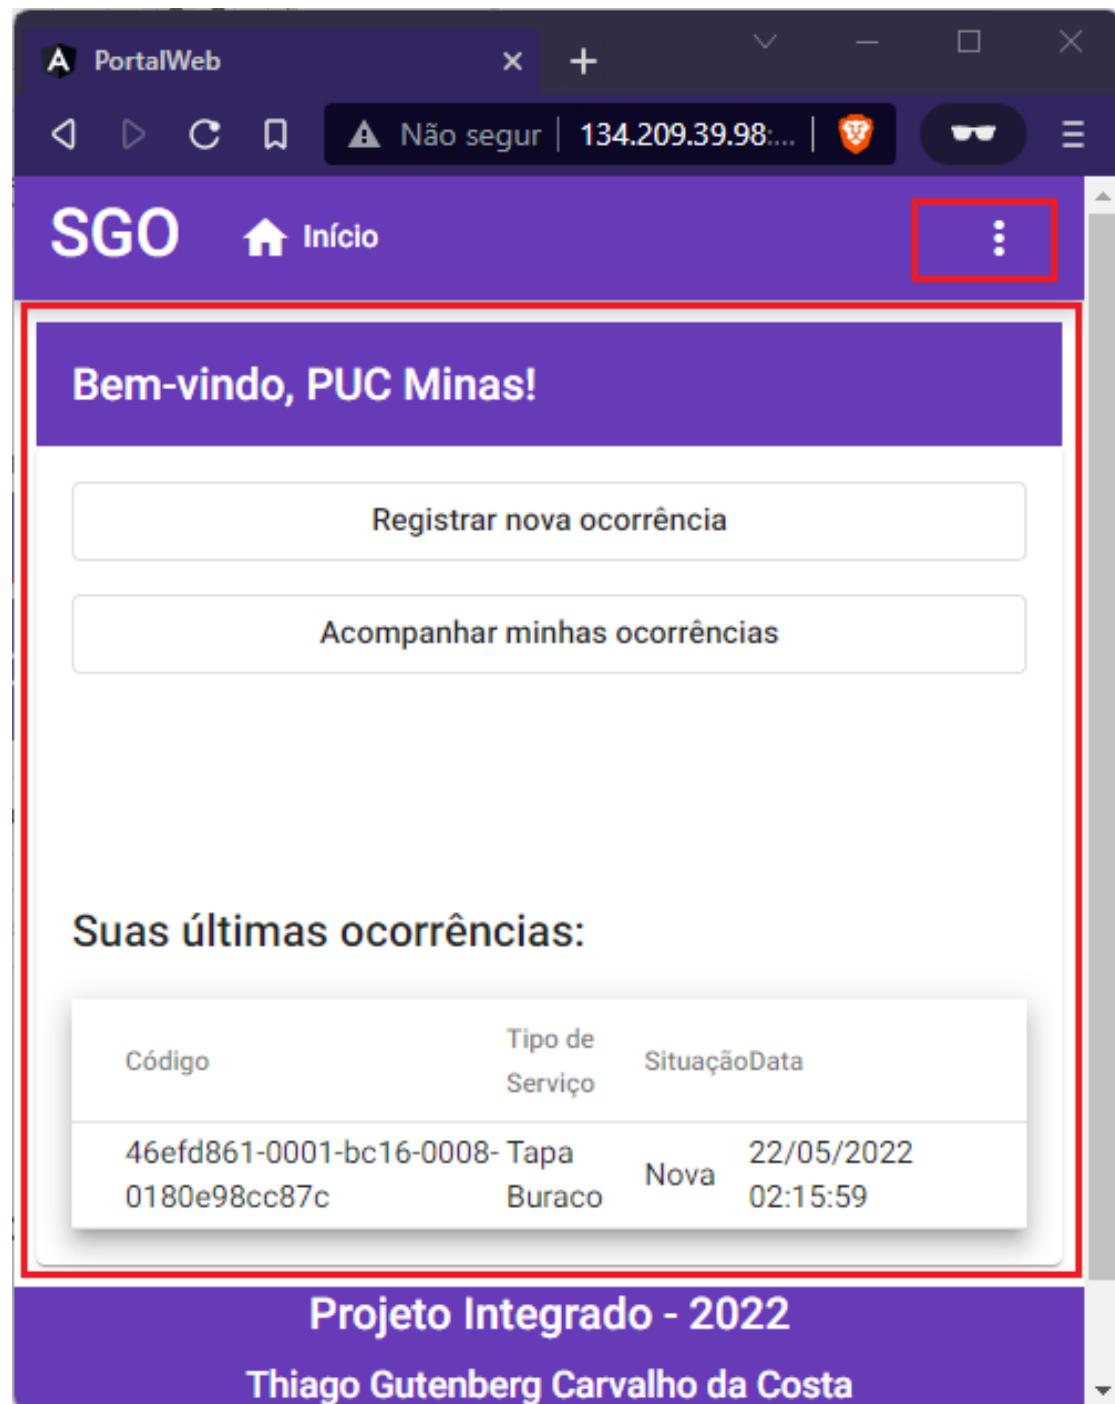 PortalWeb
Não segur 134.209.39.98:...
SGO Início
Bem-vindo, PUC Minas!
Registrar nova ocorrência
Acompanhar minhas ocorrências
Suas últimas ocorrências:
Código Tipo de Serviço Situação Data
46efd861-0001-bc16-0008- Tapa Nova 22/05/2022
0180e98cc87c Buraco 02:15:59
Projeto Integrado - 2022
Thiago Gutenberg Carvalho da Costa